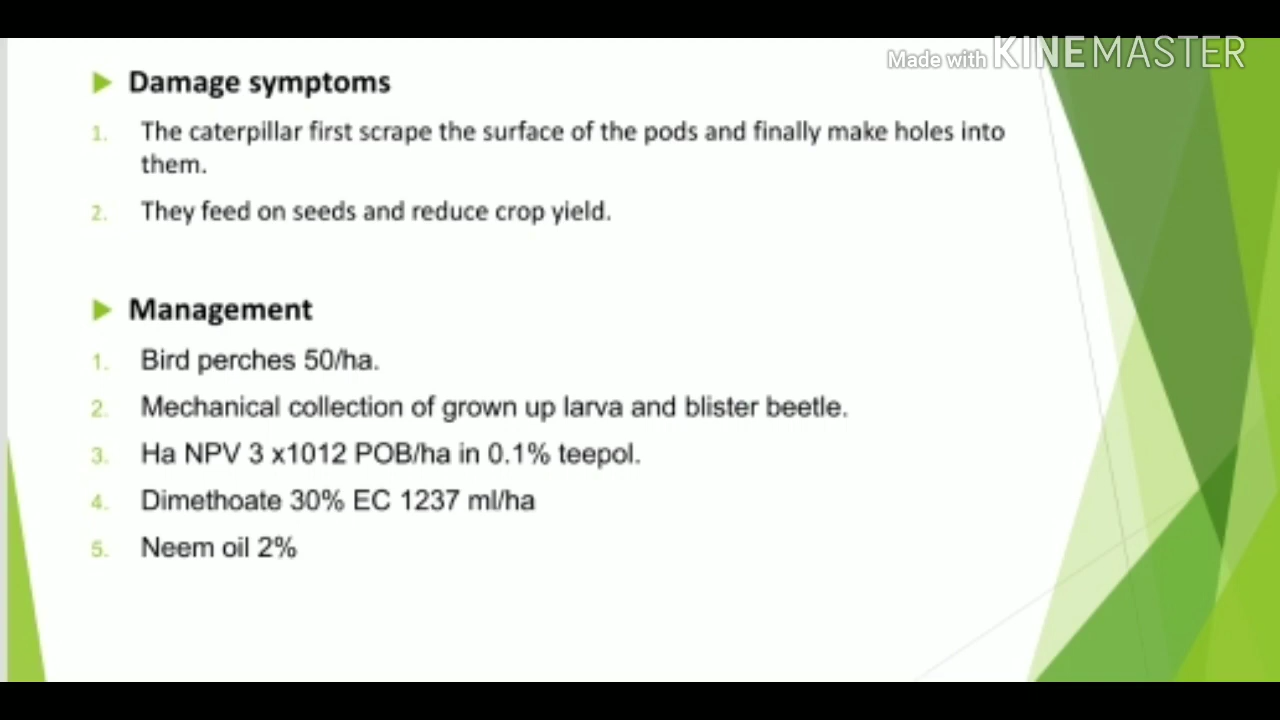 Made with KINEMASTER
Damage symptoms
1. The caterpillar first scrape the surface of the pods and finally make holes into
them.
2. They feed on seeds and reduce crop yield.
Management
1. Bird perches 50/ha.
2. Mechanical collection of grown up larva and blister beetle.
3. Ha NPV 3 x1012 POB/ha in 0.1% teepol.
4. Dimethoate 30% EC 1237 ml/ha
5. Neem oil 2%